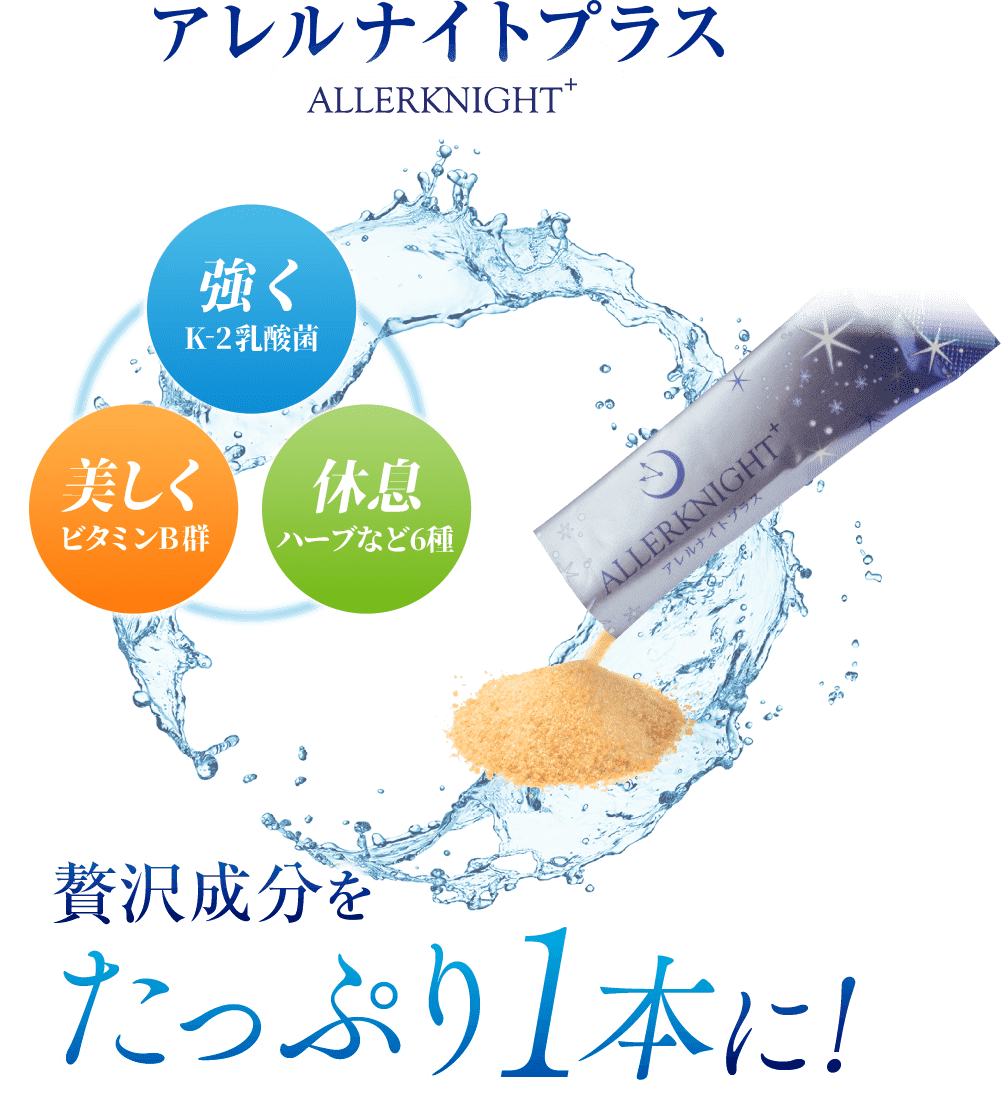 アレルナイトプラス
ALLERKNIGHT+
強く
K-2乳酸菌
美しく
ビタミンB群
休息
ハーブなど6種
ALLERKNIGHT+
アレルナイトプラス
贅沢成分を
たっぷり1本に!